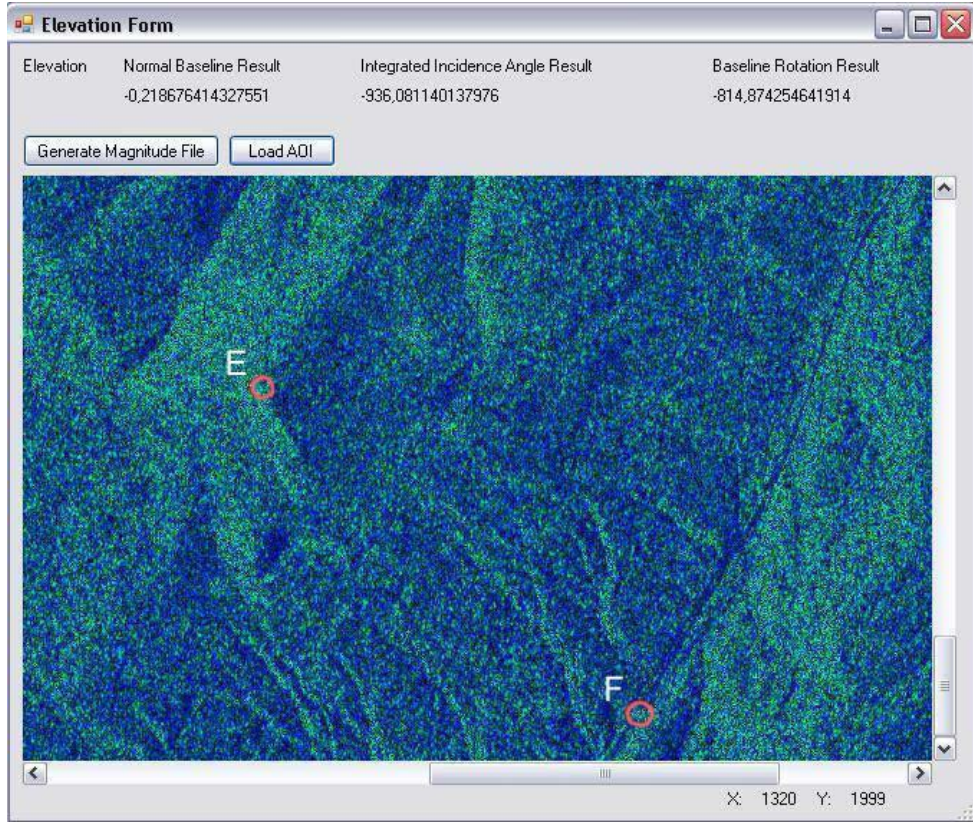 Elevation Form
Elevation Normal Baseline Result Integrated Incidence Angle Result Baseline Rotation Result
-0,218676414327551 -936,081140137976 -814,874254641914
Generate Magnitude File Load AOI
E
F
X: 1320 Y: 1999